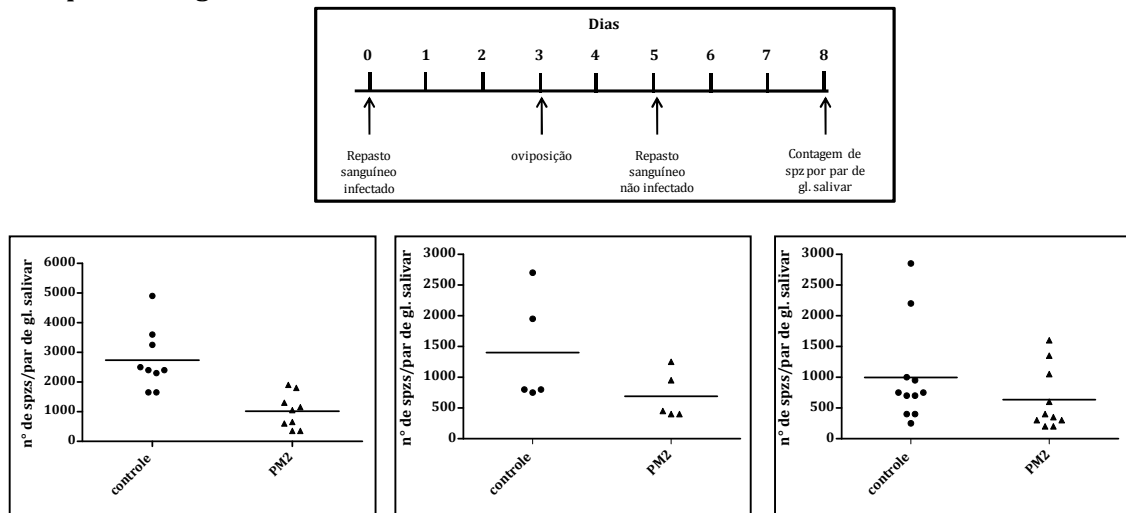 Dias
0 1 2 3 4 5 6 7 8
Repasto
sanguíneo
infectado
oviposição
Repasto
sanguíneo
não infectado
Contagem de
spz por par de
gl. salivar
n° de spzs/par de gl. salivar
6000
5000
4000
3000
2000
1000
0
controle
PM2
n° de spzs/par de gl. salivar
3000
2500
2000
1500
1000
500
0
controle
PM2
n° de spzs/par de gl. salivar
3000
2500
2000
1500
1000
500
0
controle
PM2